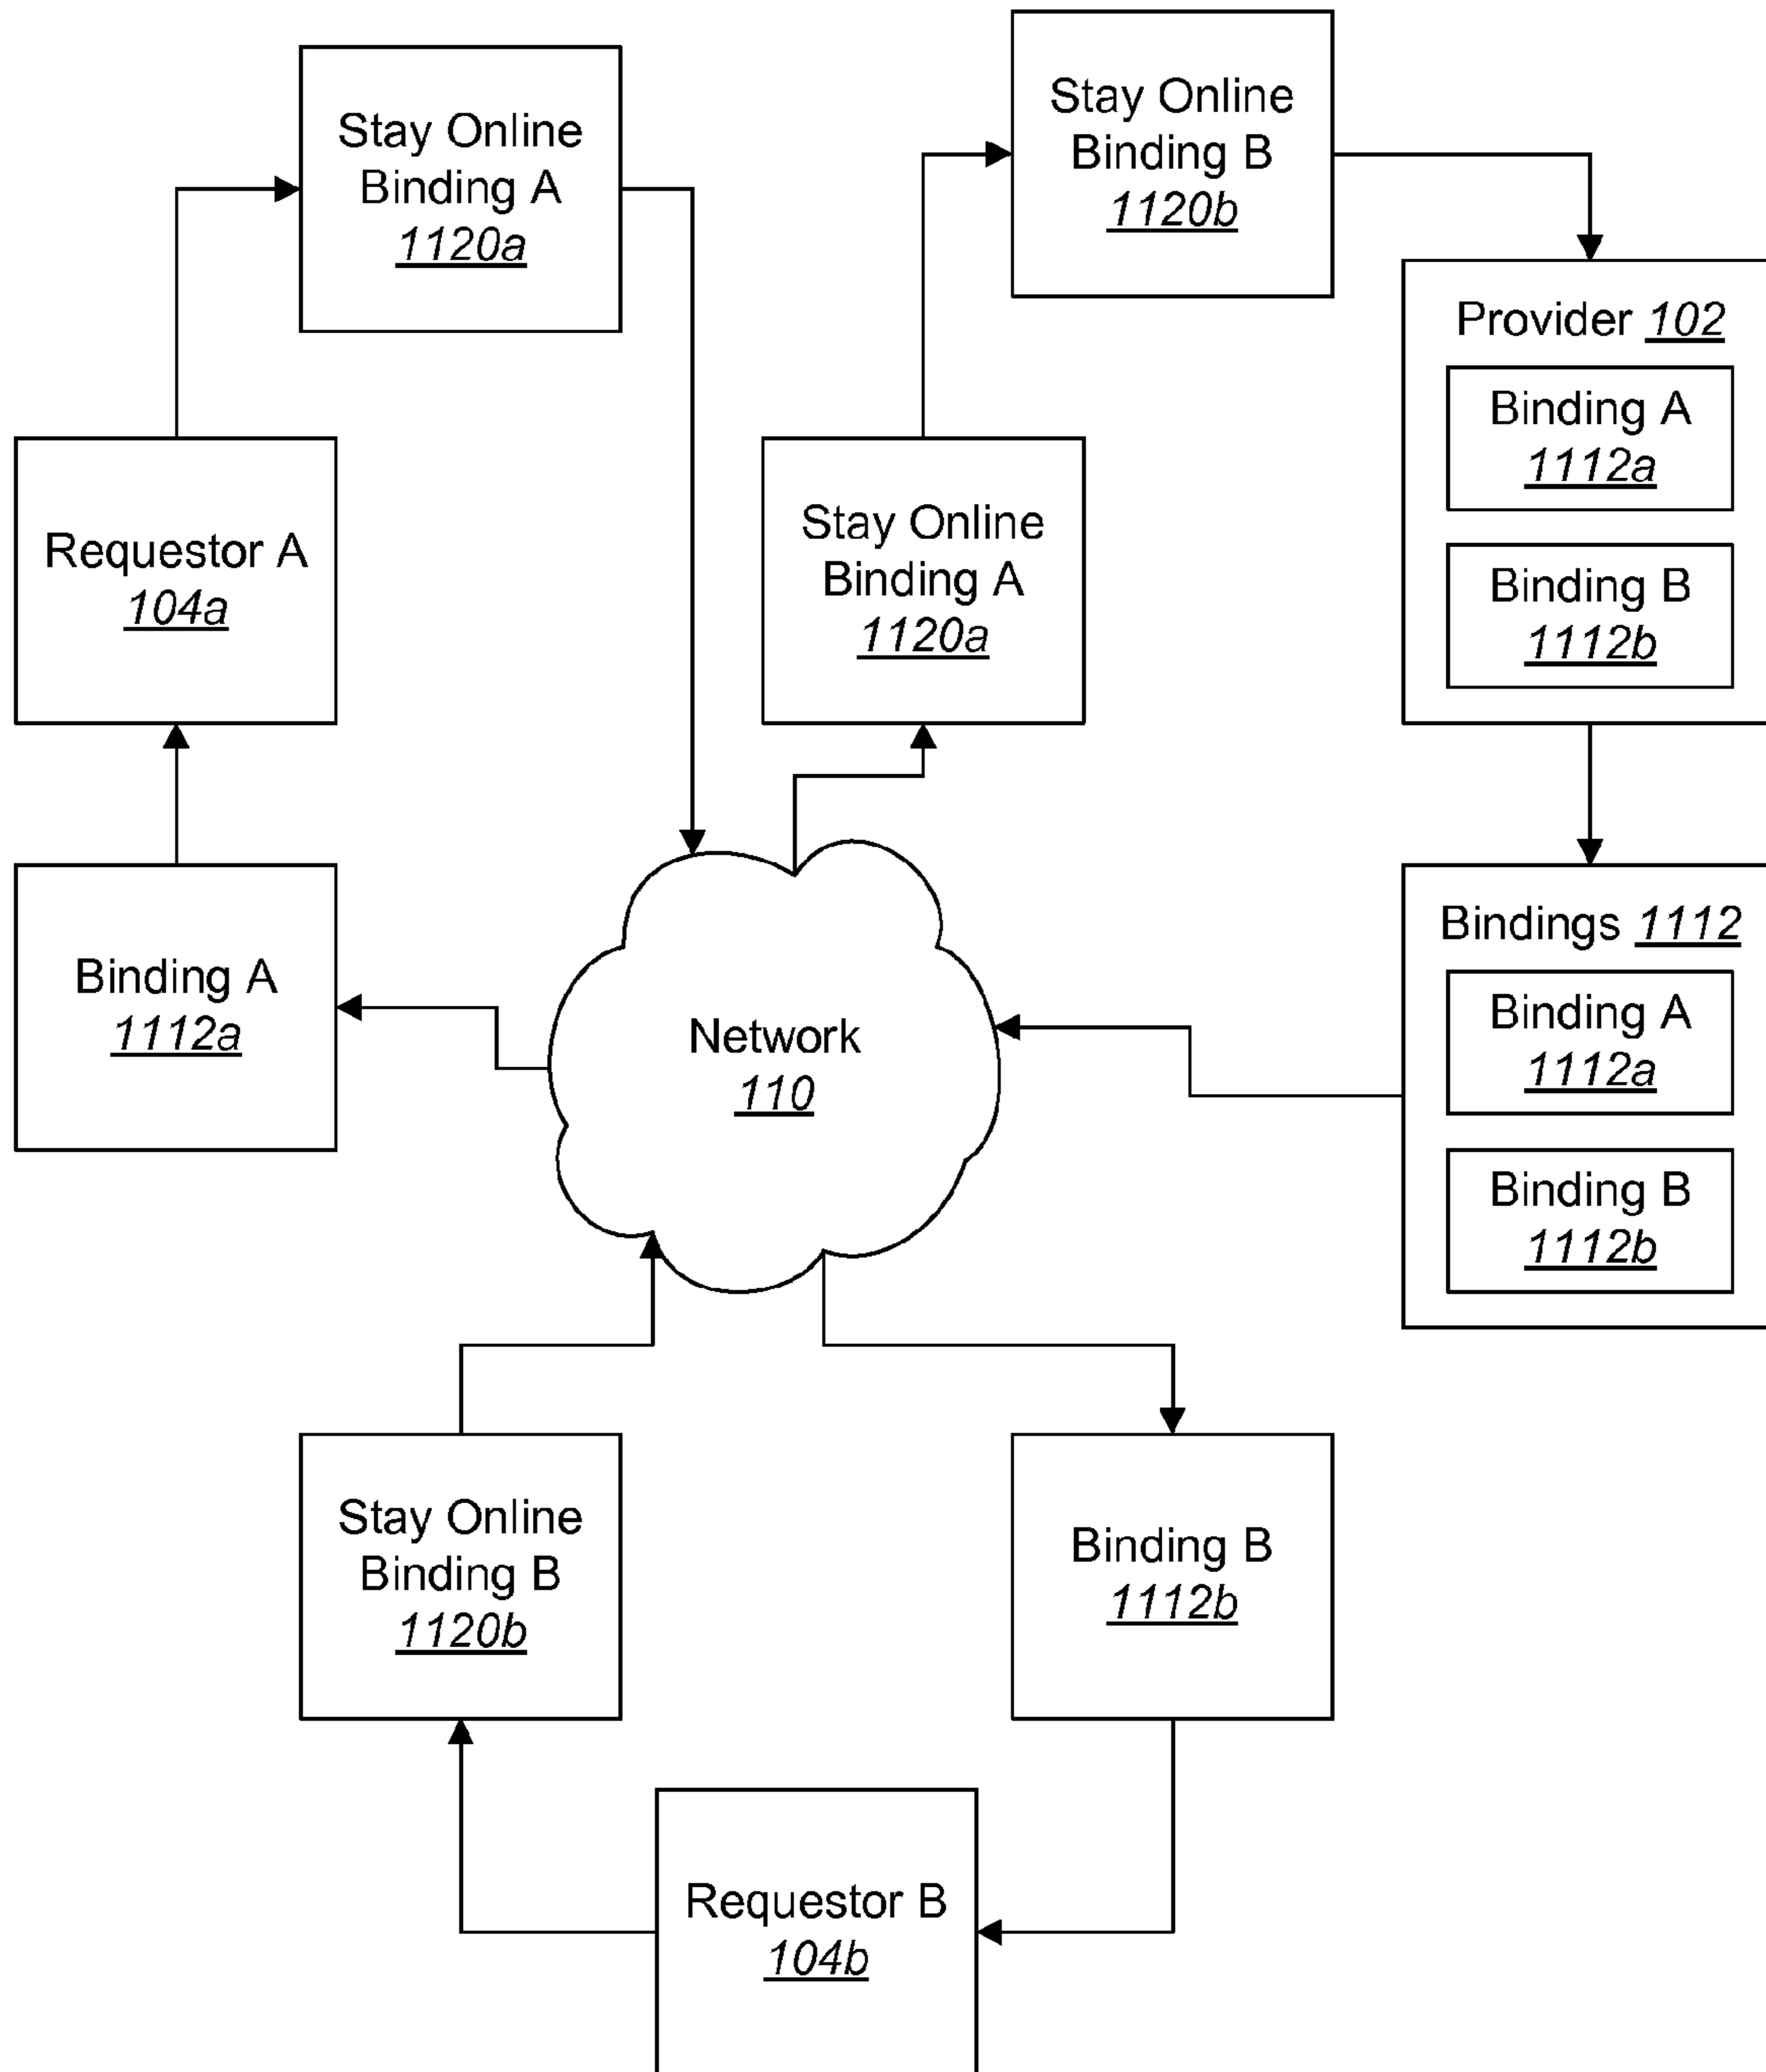 Stay Online
Binding B
1120b
Stay Online
Binding A
1120a
Provider 102
Binding A
1112a
Binding B
1112b
Stay Online
Binding A
1120a
Requestor A
104a
Bindings 1112
Binding A
1112a
Binding B
1112b
Binding A
1112a
Network
110
Stay Online
Binding B
1120b
Binding B
1112b
Requestor B
104b